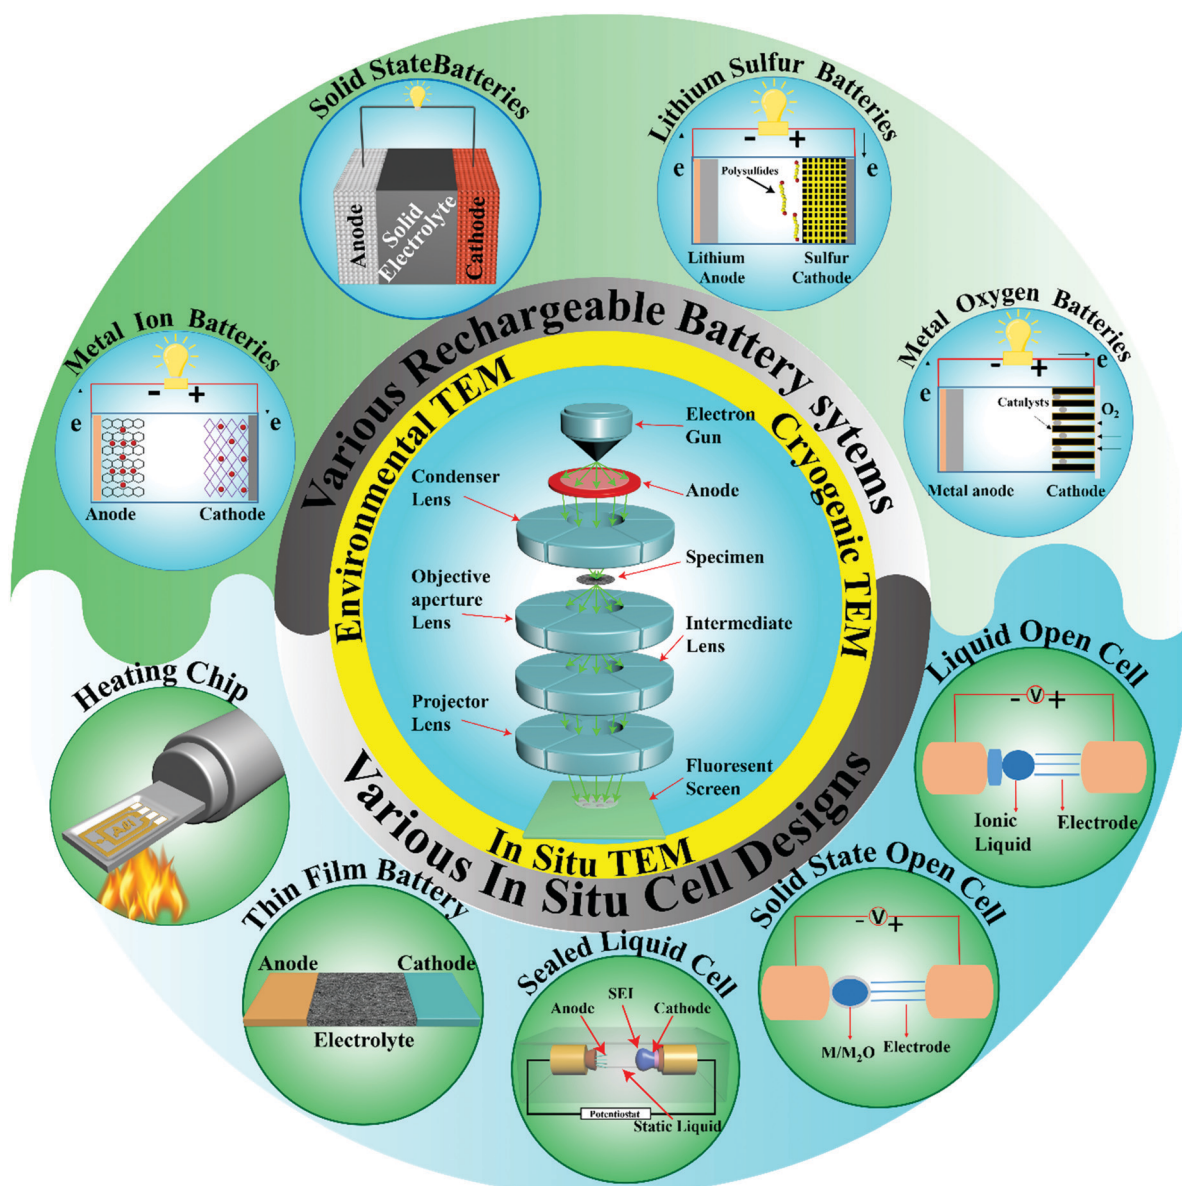 Solid StateBatteries
Anode
Solid
Electrolyte
Cathode
Lithium Sulfur Batteries
- +
e
e
Polysulfides
Lithium
Anode
Sulfur
Cathode
Metal Ion Batteries
- +
e
e
Anode
Cathode
Metal Oxygen Batteries
- +
e
e
Catalysts
O2
Metal anode
Cathode
Various Rechargeable Battery sytems
Environmental TEM
Cryogenic TEM
In Situ TEM
Various In Situ Cell Designs
Electron
Gun
Condenser
Lens
Anode
Specimen
Objective
aperture
Lens
Intermediate
Lens
Projector
Lens
Fluoresent
Screen
Heating Chip
Thin Film Battery
Anode
Cathode
Electrolyte
Sealed Liquid Cell
SEI
Anode
Cathode
Potentiostat
Static Liquid
Solid State Open Cell
- V +
M/M2O
Electrode
Liquid Open Cell
- V +
Ionic
Liquid
Electrode